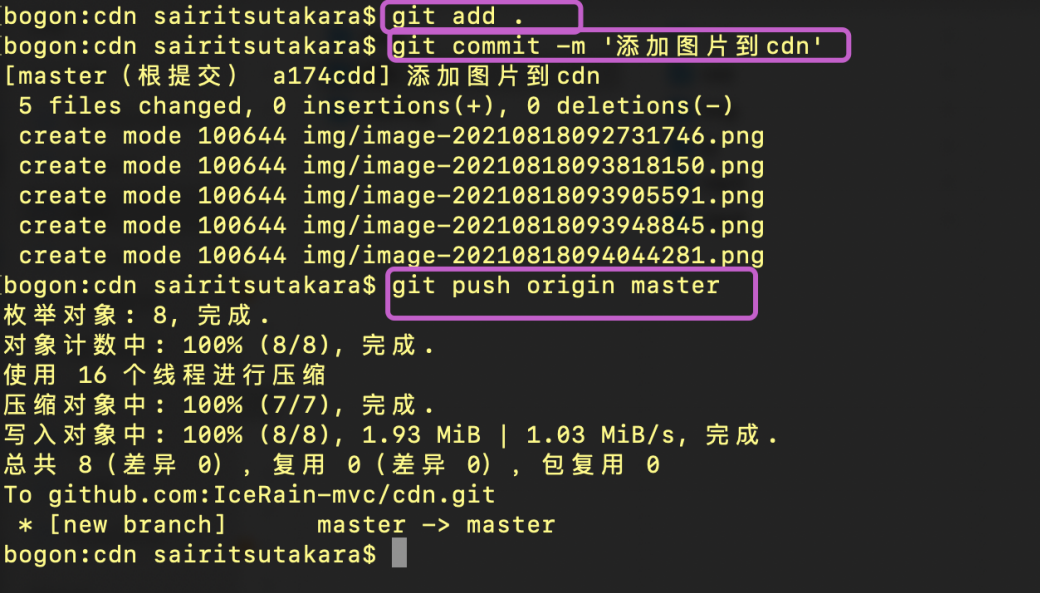 [bogon:cdn sairitsutakara$ git add .
[bogon:cdn sairitsutakara$ git commit -m '添加图片到cdn'
[master（根提交） a174cdd] 添加图片到cdn
 5 files changed, 0 insertions(+), 0 deletions(-)
 create mode 100644 img/image-20210818092731746.png
 create mode 100644 img/image-20210818093818150.png
 create mode 100644 img/image-20210818093905591.png
 create mode 100644 img/image-20210818093948845.png
 create mode 100644 img/image-20210818094044281.png
[bogon:cdn sairitsutakara$ git push origin master
枚举对象: 8, 完成.
对象计数中: 100% (8/8), 完成.
使用 16 个线程进行压缩
压缩对象中: 100% (7/7), 完成.
写入对象中: 100% (8/8), 1.93 MiB | 1.03 MiB/s, 完成.
总共 8（差异 0），复用 0（差异 0），包复用 0
To github.com:IceRain-mvc/cdn.git
 * [new branch]      master -> master
bogon:cdn sairitsutakara$